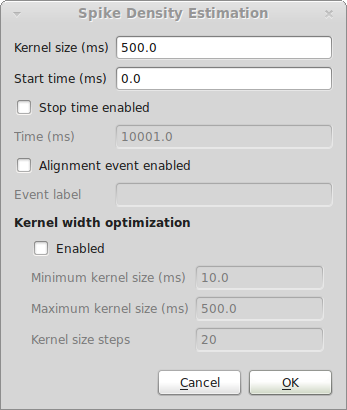 Spike Density Estimation
Kernel size (ms) 500.0
Start time (ms) 0.0
Stop time enabled
Time (ms) 10001.0
Alignment event enabled
Event label
Kernel width optimization
Enabled
Minimum kernel size (ms) 10.0
Maximum kernel size (ms) 500.0
Kernel size steps 20
Cancel OK